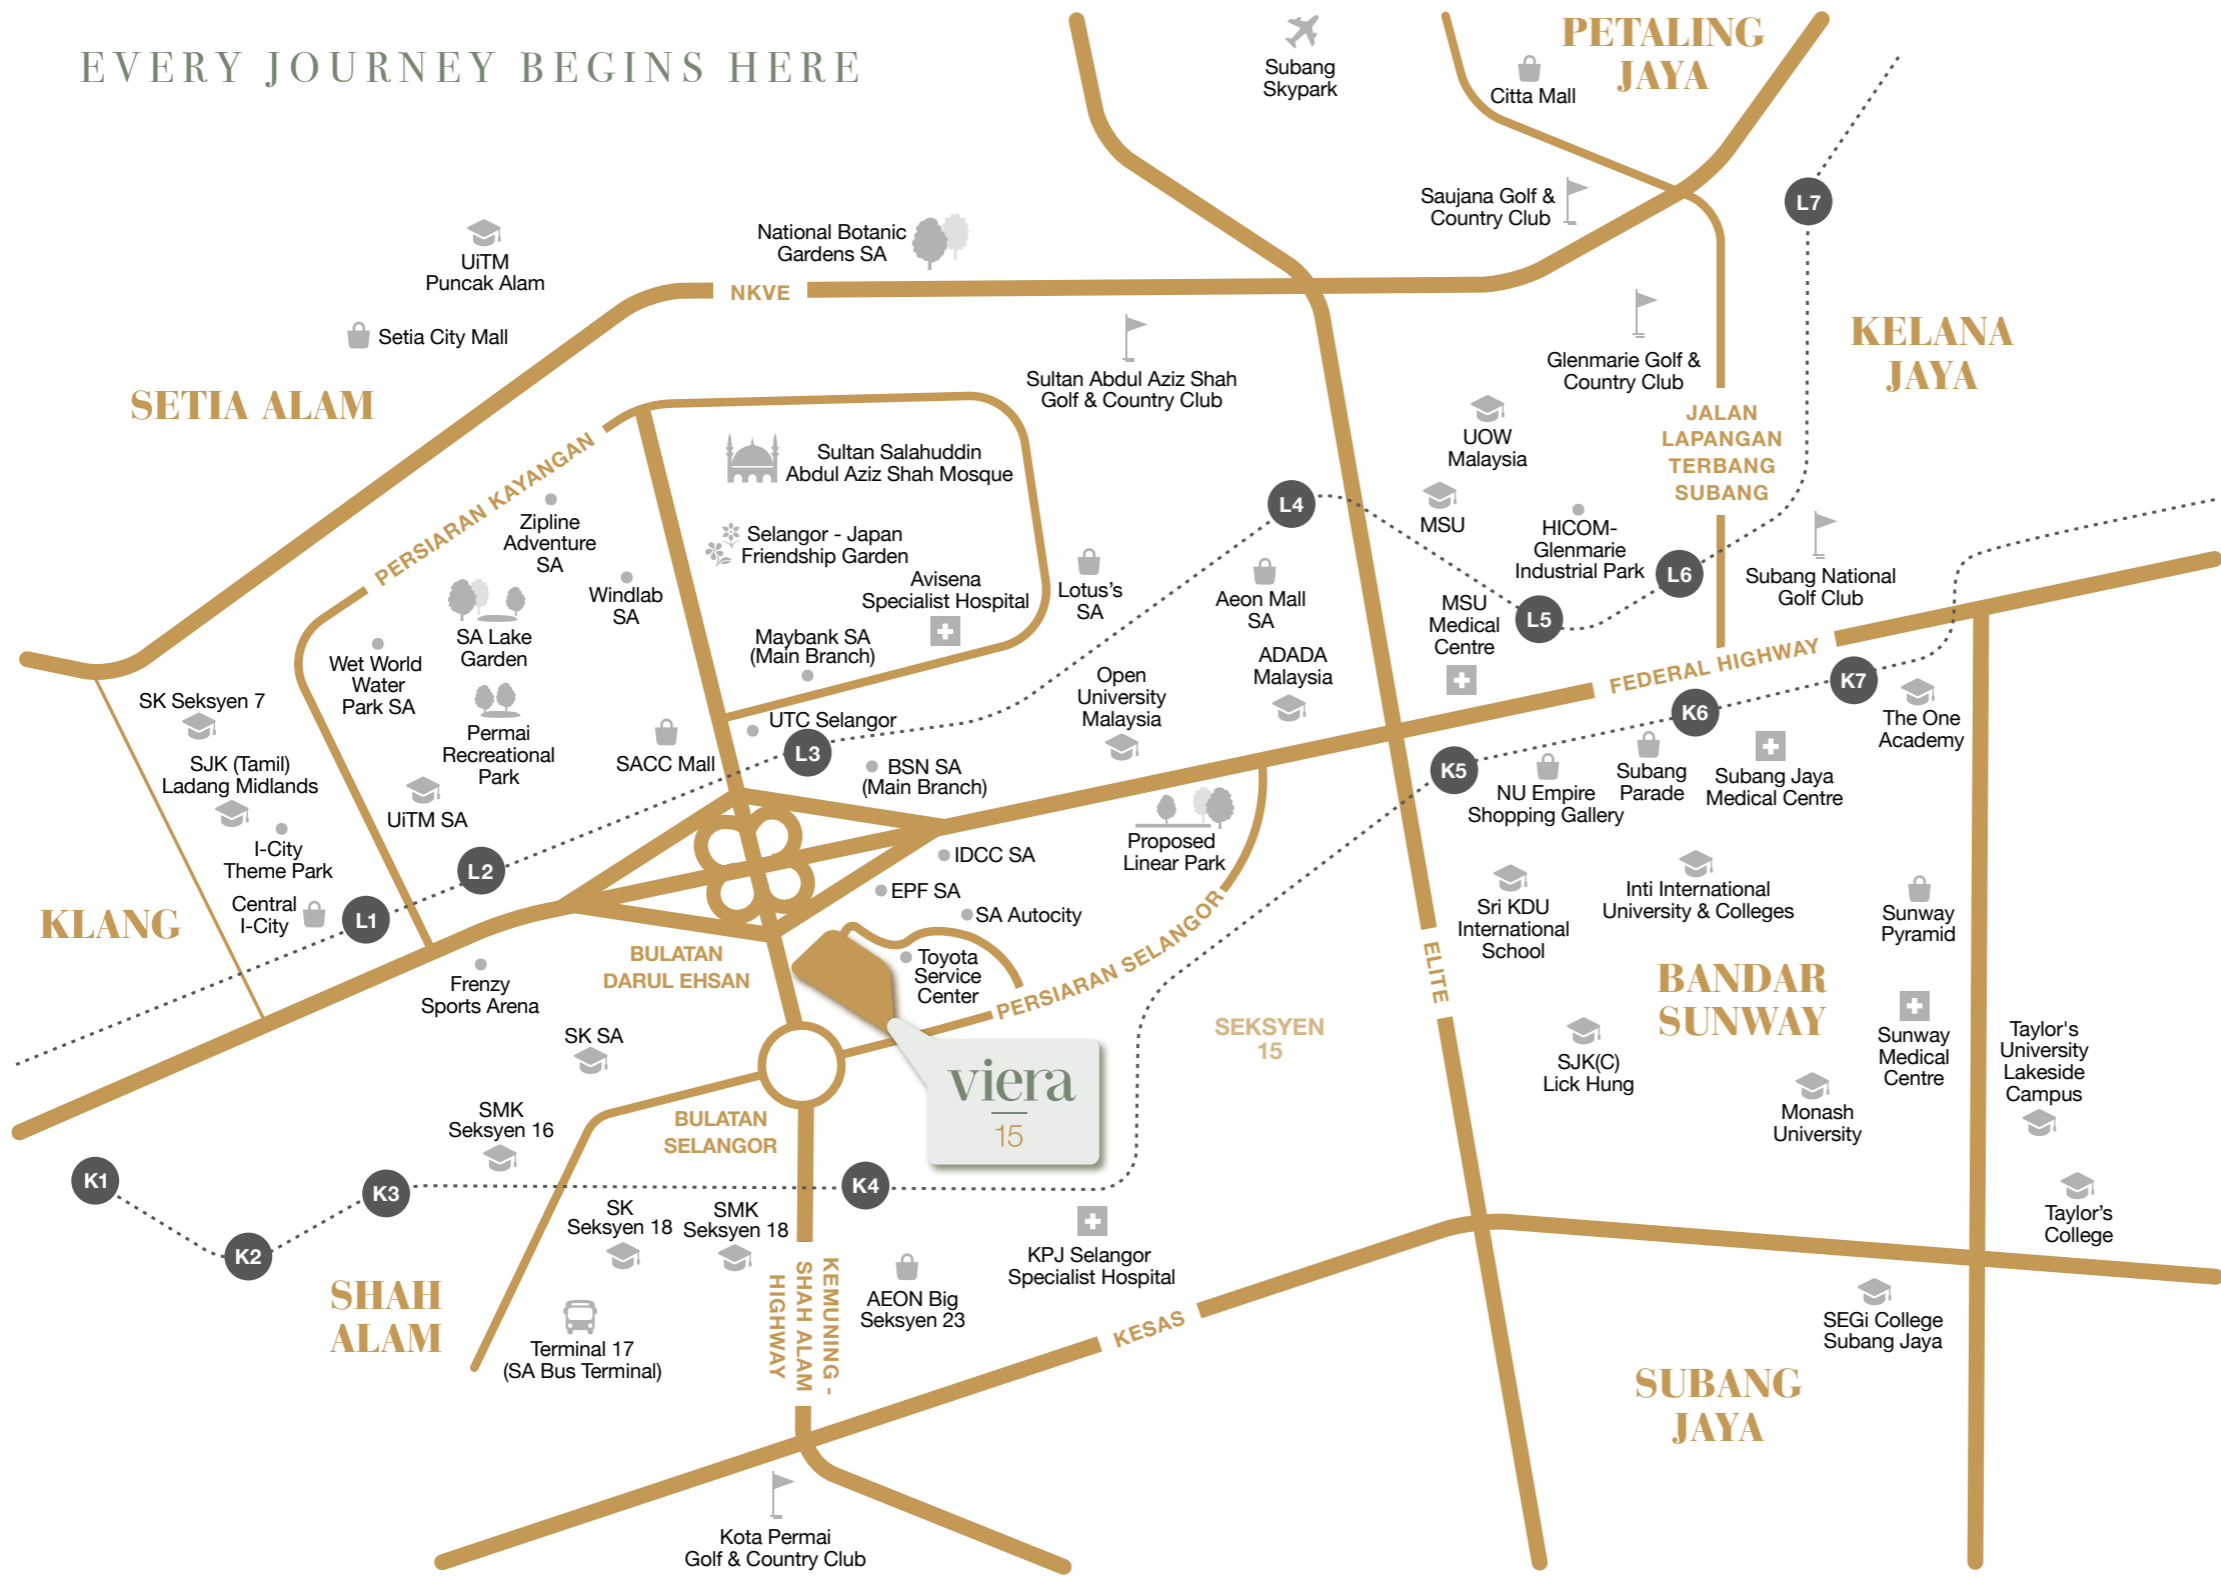 EVERY JOURNEY BEGINS HERE
Subang
Skypark
Citta Mall
PETALING
JAYA
Saujana Golf &
Country Club
L7
UiTM
Puncak Alam
National Botanic
Gardens SA
NKVE
Setia City Mall
SETIA ALAM
Sultan Abdul Aziz Shah
Golf & Country Club
Glenmarie Golf &
Country Club
KELANA
JAYA
JALAN
LAPANGAN
TERBANG
SUBANG
PERSIARAN KAYANGAN
Sultan Salahuddin
Abdul Aziz Shah Mosque
UOW
Malaysia
L4
MSU
Zipline
Adventure
SA
Selangor - Japan
Friendship Garden
HICOM-
Glenmarie
Industrial Park
L6
Subang National
Golf Club
Windlab
SA
Avisena
Specialist Hospital
Lotus's
SA
Aeon Mall
SA
MSU
Medical
Centre
L5
SA Lake
Garden
Wet World
Water
Park SA
Maybank SA
(Main Branch)
ADADA
Malaysia
FEDERAL HIGHWAY
K7
Open
University
Malaysia
SK Seksyen 7
Permai
Recreational
Park
UTC Selangor
L3
K6
The One
Academy
SJK (Tamil)
Ladang Midlands
SACC Mall
BSN SA
(Main Branch)
K5
NU Empire
Shopping Gallery
Subang
Parade
Subang Jaya
Medical Centre
UiTM SA
I-City
Theme Park
L2
Proposed
Linear Park
IDCC SA
EPF SA
SA Autocity
Central
I-City
L1
KLANG
Sri KDU
International
School
Inti International
University & Colleges
Sunway
Pyramid
BULATAN
DARUL EHSAN
Toyota
Service
Center
PERSIARAN SELANGOR
ELITE
BANDAR
SUNWAY
Frenzy
Sports Arena
SK SA
SEKSYEN
15
Sunway
Medical
Centre
Taylor's
University
Lakeside
Campus
SJK(C)
Lick Hung
viera
15
Monash
University
SMK
Seksyen 16
BULATAN
SELANGOR
K1
K2
K3
K4
SK
Seksyen 18
SMK
Seksyen 18
Taylor's
College
KPJ Selangor
Specialist Hospital
SHAH
ALAM
KEMUNING -
SHAH ALAM
HIGHWAY
AEON Big
Seksyen 23
KESAS
SEGi College
Subang Jaya
Terminal 17
(SA Bus Terminal)
SUBANG
JAYA
Kota Permai
Golf & Country Club